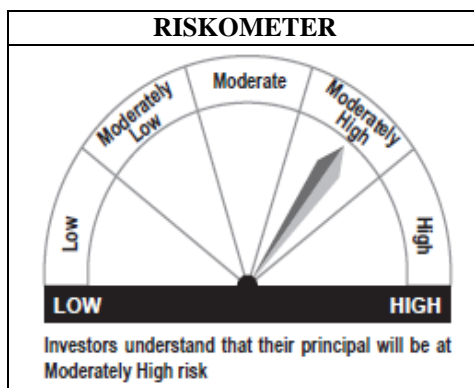 RISKOMETER
Moderate
Moderately
Low
Moderately
High
Low
High
LOW HIGH
Investors understand that their principal will be at
Moderately High risk